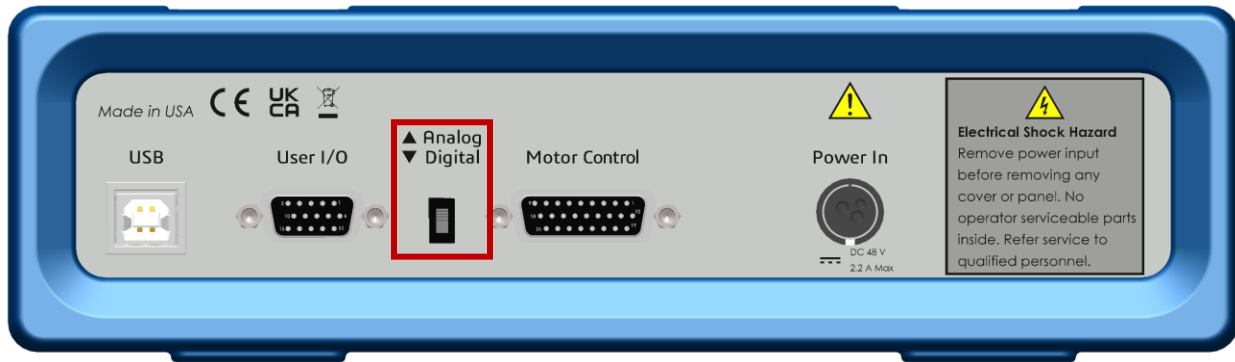 Made in USA CE UK CA
▲ Analog
▼ Digital
USB
User I/O
Motor Control
Power In
DC 48 V
2.2 A Max
Electrical Shock Hazard
Remove power input
before removing any
cover or panel. No
operator serviceable parts
inside. Refer service to
qualified personnel.